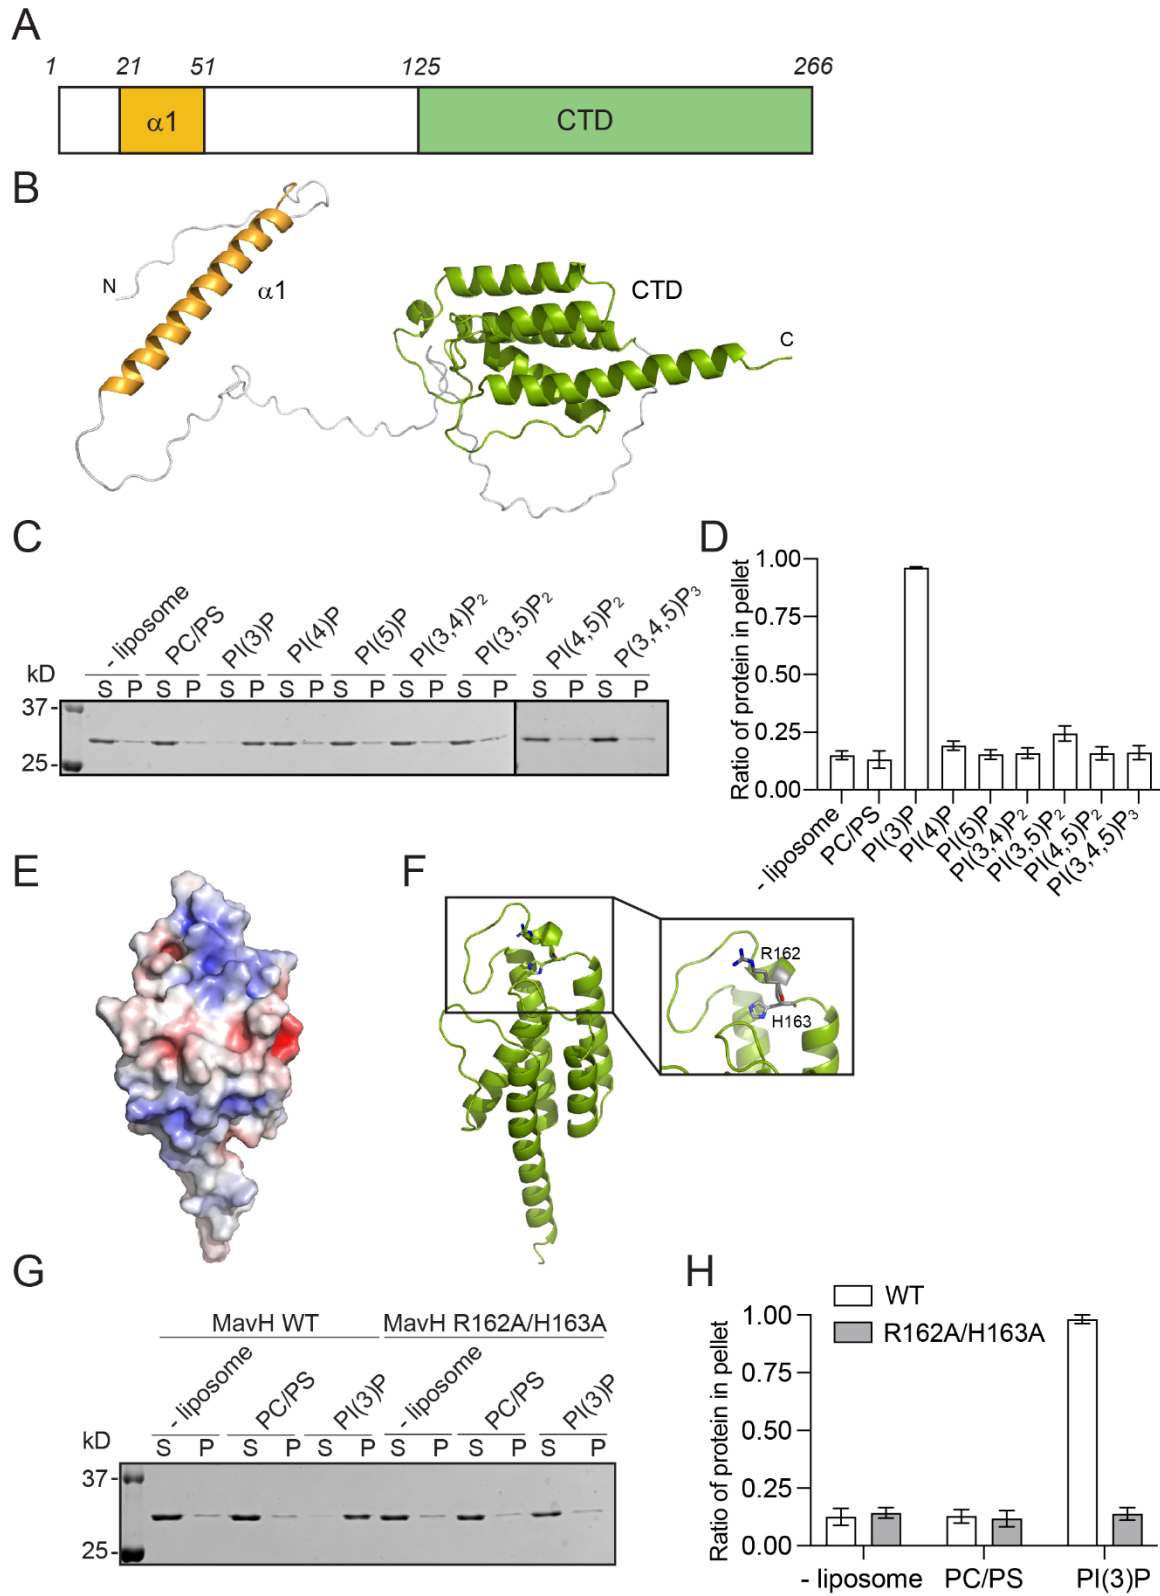 A
1 21 51 125 266
α1 CTD
B
N
α1
CTD
C
C
- liposome PC/PS PI(3)P PI(4)P PI(5)P PI(3,4)P2 PI(3,5)P2 PI(4,5)P2 P(3,4,5)P3
kD
S P S P S P S P S P S P S P S P S P
37-
25-
D
Ratio of protein in pellet
1.00
0.75
0.50
0.25
0.00
- liposome PC/PS PI(3)P PI(4)P PI(5)P PI(3,4)P2 PI(3,5)P2 PI(4,5)P2 PI(3,4,5)P3
E
F
R162
H163
G
MavH WT MavH R162A/H163A
- liposome PC/PS PI(3)P - liposome PC/PS PI(3)P
kD
S P S P S P S P S P S P
37-
25-
H
WT
R162A/H163A
Ratio of protein in pellet
1.00
0.75
0.50
0.25
0.00
- liposome PC/PS PI(3)P